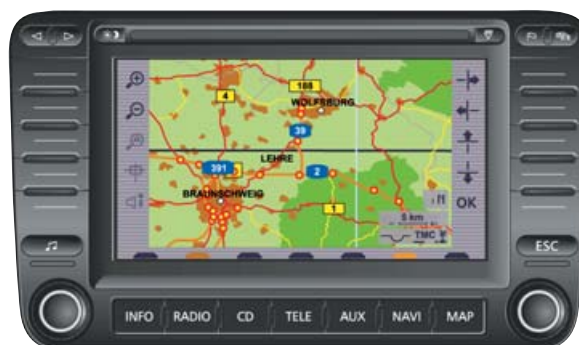 188
4
WOLFSBURG
39
LEHRE
391
2
BRAUNSCHWEIG
1
OK
5 km
TMC
ESC
INFO RADIO CD TELE AUX NAVI MAP